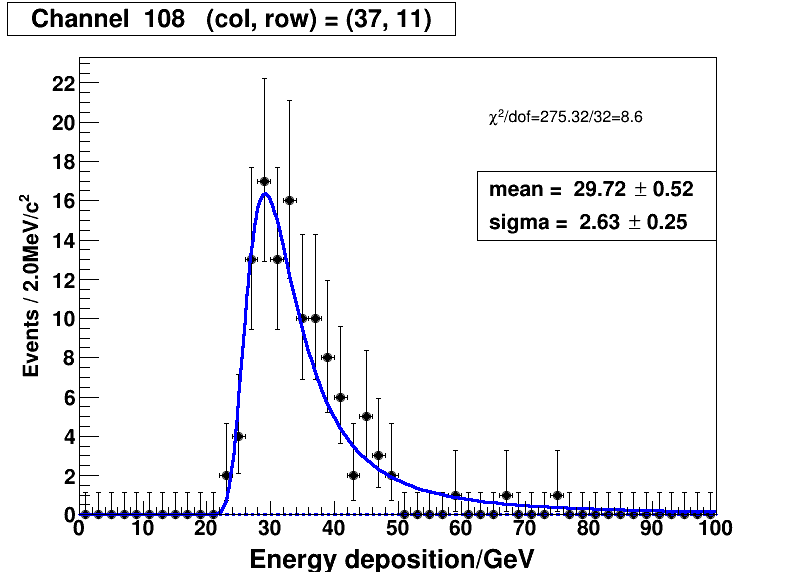 Channel 108 (col, row) = (37, 11)
χ²/dof=275.32/32=8.6
mean = 29.72 ± 0.52
sigma = 2.63 ± 0.25
Events / 2.0MeV/c²
22
20
18
16
14
12
10
8
6
4
2
0
0 10 20 30 40 50 60 70 80 90 100
Energy deposition/GeV